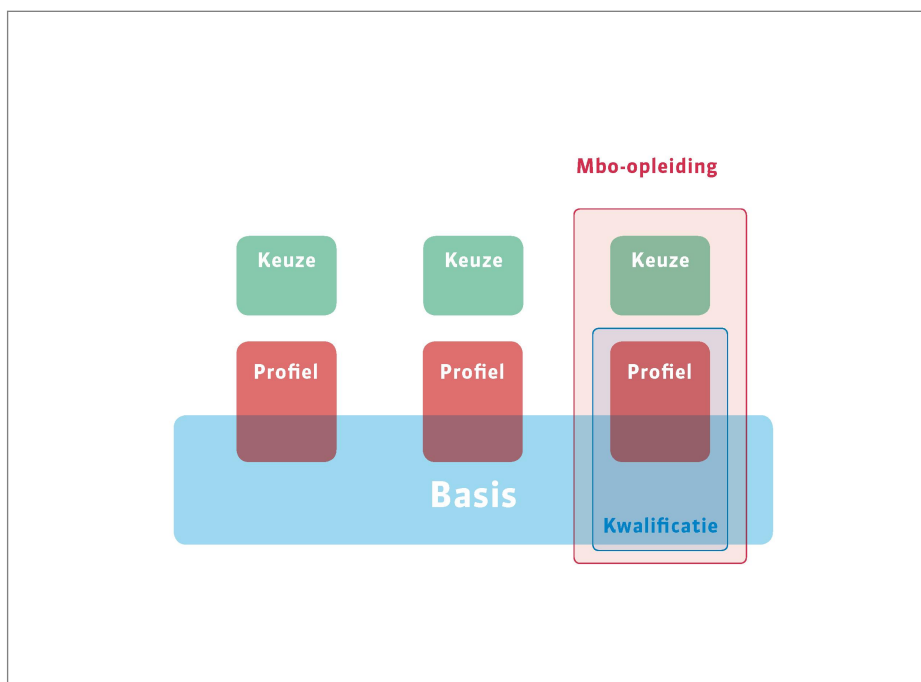 Mbo-opleiding
Keuze
Keuze
Keuze
Profiel
Profiel
Profiel
Basis
Kwalificatie